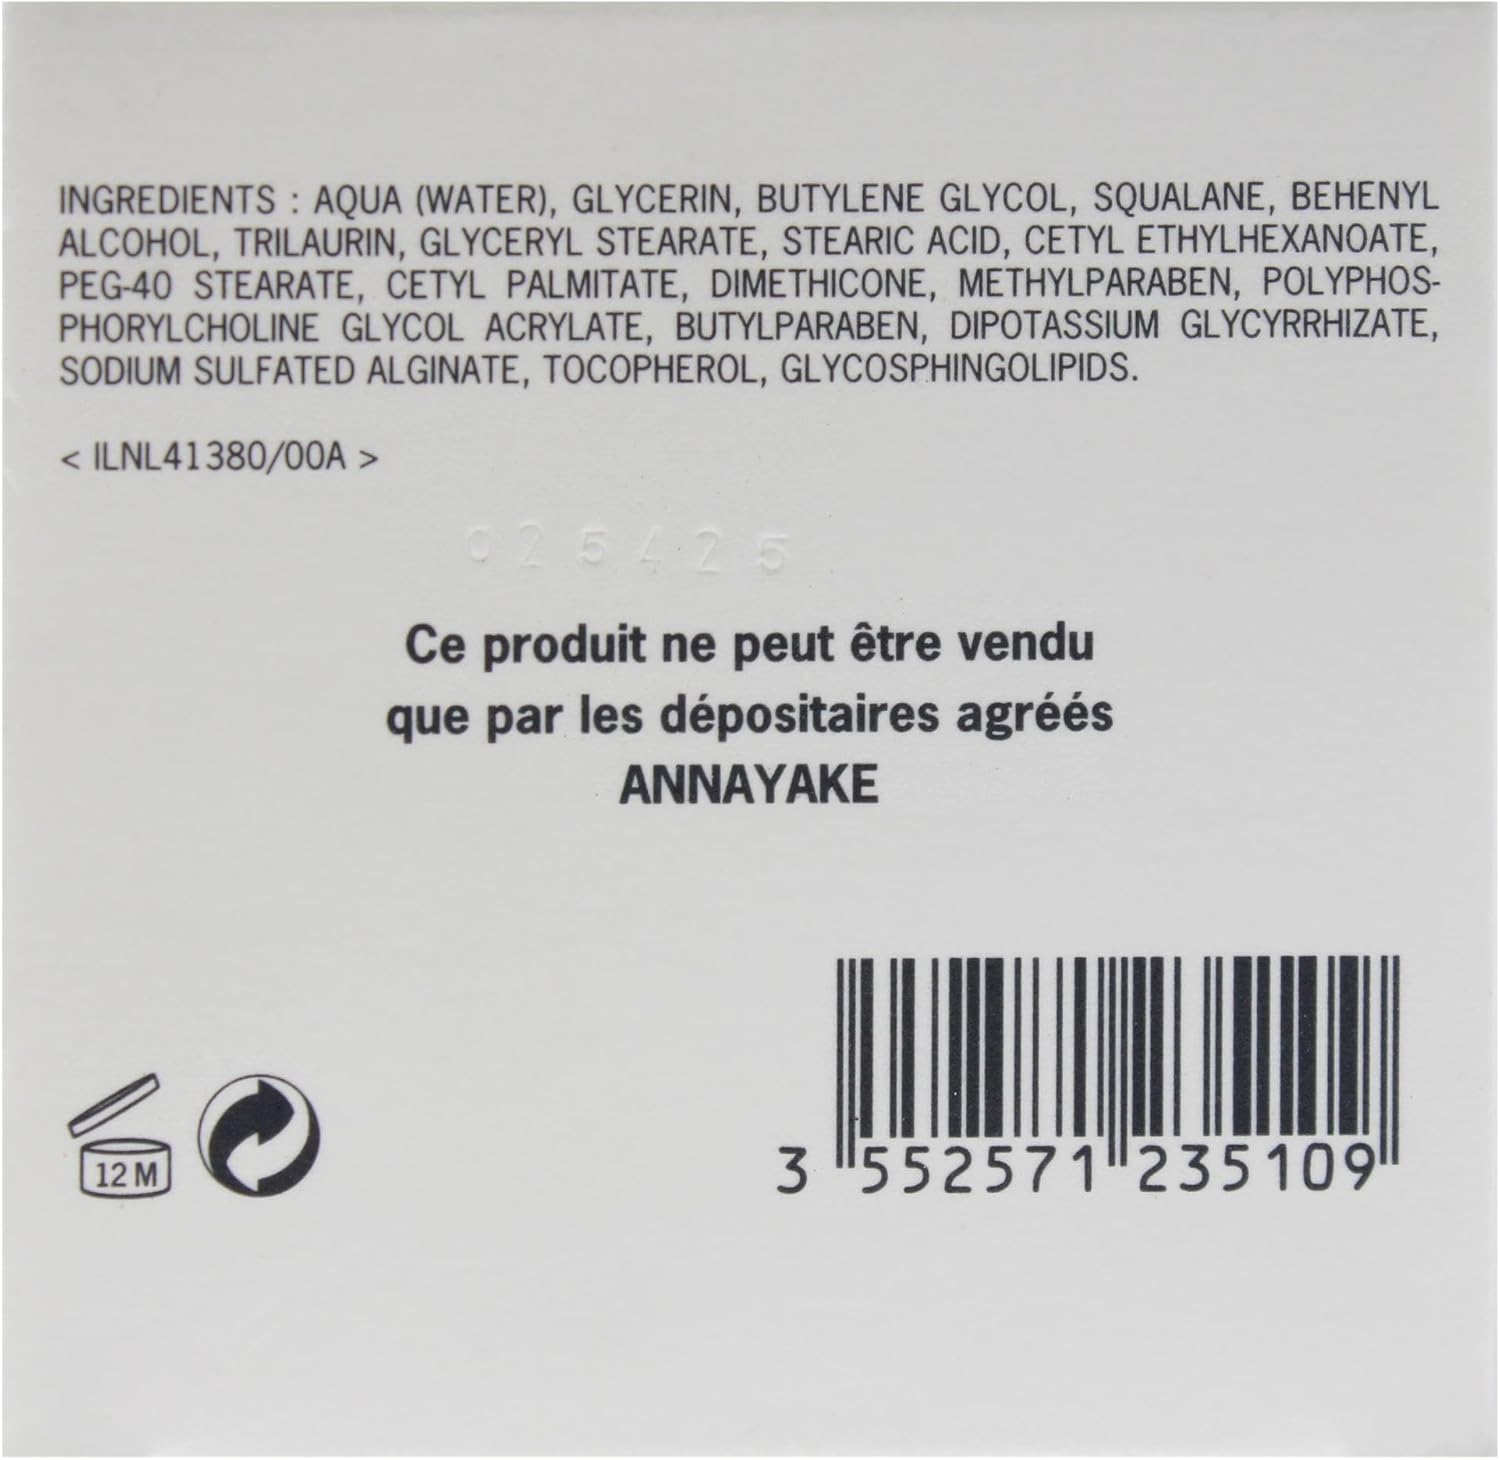 INGREDIENTS : AQUA (WATER), GLYCERIN, BUTYLENE GLYCOL, SQUALANE, BEHENYL
ALCOHOL, TRILAURIN, GLYCERYL STEARATE, STEARIC ACID, CETYL ETHYLHEXANOATE,
PEG-40 STEARATE, CETYL PALMITATE, DIMETHICONE, METHYLPARABEN, POLYPHOS-
PHORYLCHOLINE GLYCOL ACRYLATE, BUTYLPARABEN, DIPOTASSIUM GLYCYRRHIZATE,
SODIUM SULFATED ALGINATE, TOCOPHEROL, GLYCOSPHINGOLIPIDS.
< ILNL41380/00A >
025425
Ce produit ne peut être vendu
que par les dépositaires agréés
ANNAYAKE
12 M
3 552571 235109